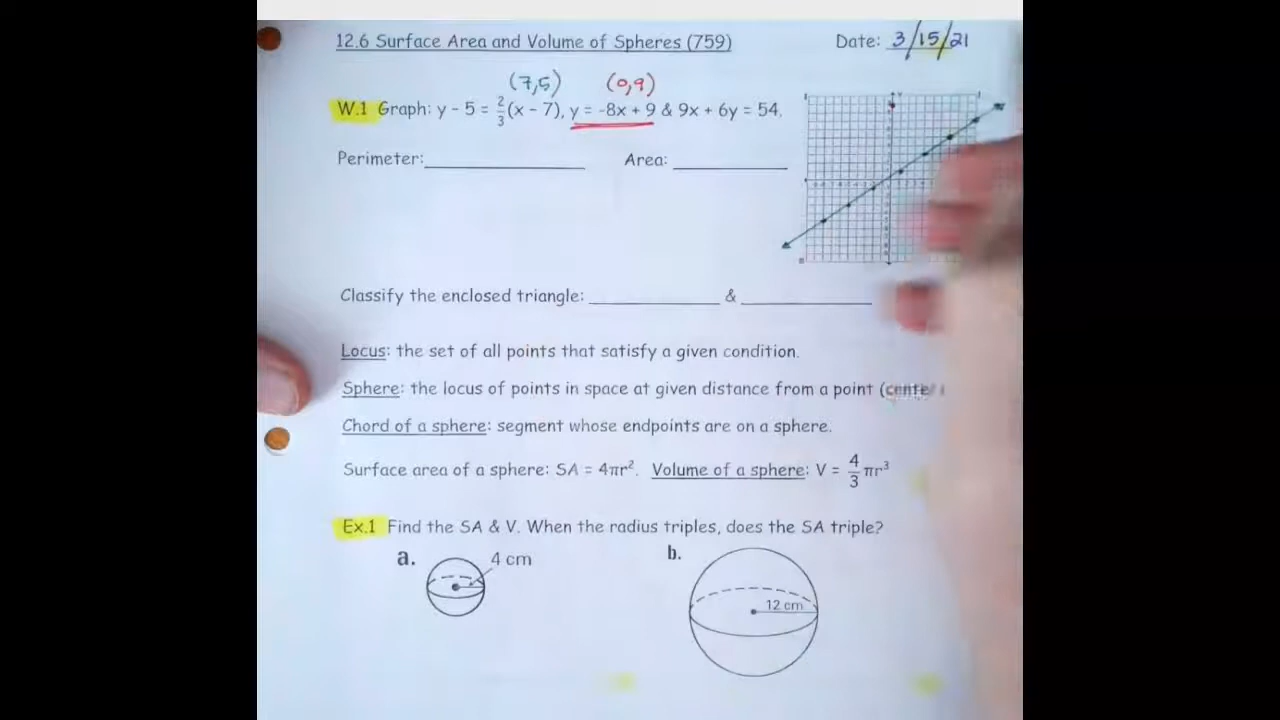 12.6 Surface Area and Volume of Spheres (759) Date: 3/15/21
(7,5) (0,9)
W.1 Graph: y - 5 = 2/3(x - 7), y = -8x + 9 & 9x + 6y = 54.
Perimeter: Area:
Classify the enclosed triangle: &
Locus: the set of all points that satisfy a given condition.
Sphere: the locus of points in space at given distance from a point (
Chord of a sphere: segment whose endpoints are on a sphere.
Surface area of a sphere: SA = 4πr². Volume of a sphere: V = 4/3 πr³
Ex.1 Find the SA & V. When the radius triples, does the SA triple?
a. 4 cm b.
12 cm